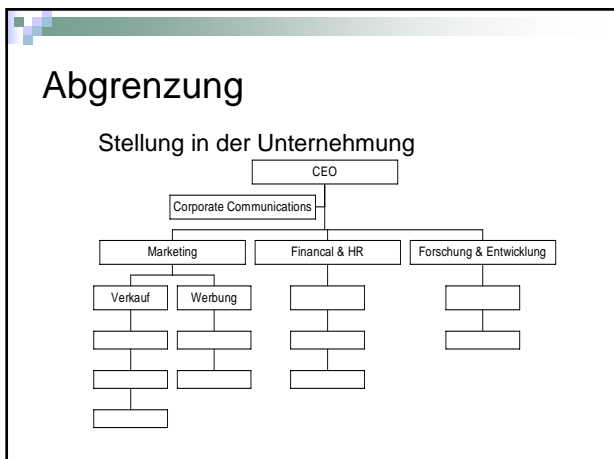 Abgrenzung
Stellung in der Unternehmung
CEO
Corporate Communications
Marketing
Financal & HR
Forschung & Entwicklung
Verkauf
Werbung